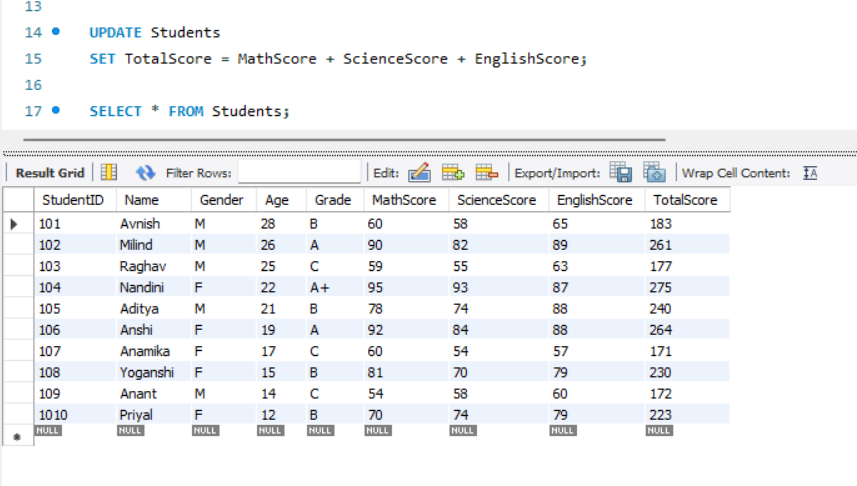 13
14 UPDATE Students
15 SET TotalScore = MathScore + ScienceScore + EnglishScore;
16
17 SELECT * FROM Students;
Result Grid Filter Rows: Edit: Export/Import: Wrap Cell Content:
StudentID Name Gender Age Grade MathScore ScienceScore EnglishScore TotalScore
101 Avnish M 28 B 60 58 65 183
102 Milind M 26 A 90 82 89 261
103 Raghav M 25 C 59 55 63 177
104 Nandini F 22 A+ 95 93 87 275
105 Aditya M 21 B 78 74 88 240
106 Anshi F 19 A 92 84 88 264
107 Anamika F 17 C 60 54 57 171
108 Yoganshi F 15 B 81 70 79 230
109 Anant M 14 C 54 58 60 172
1010 Priyal F 12 B 70 74 79 223
NULL NULL NULL NULL NULL NULL NULL NULL NULL